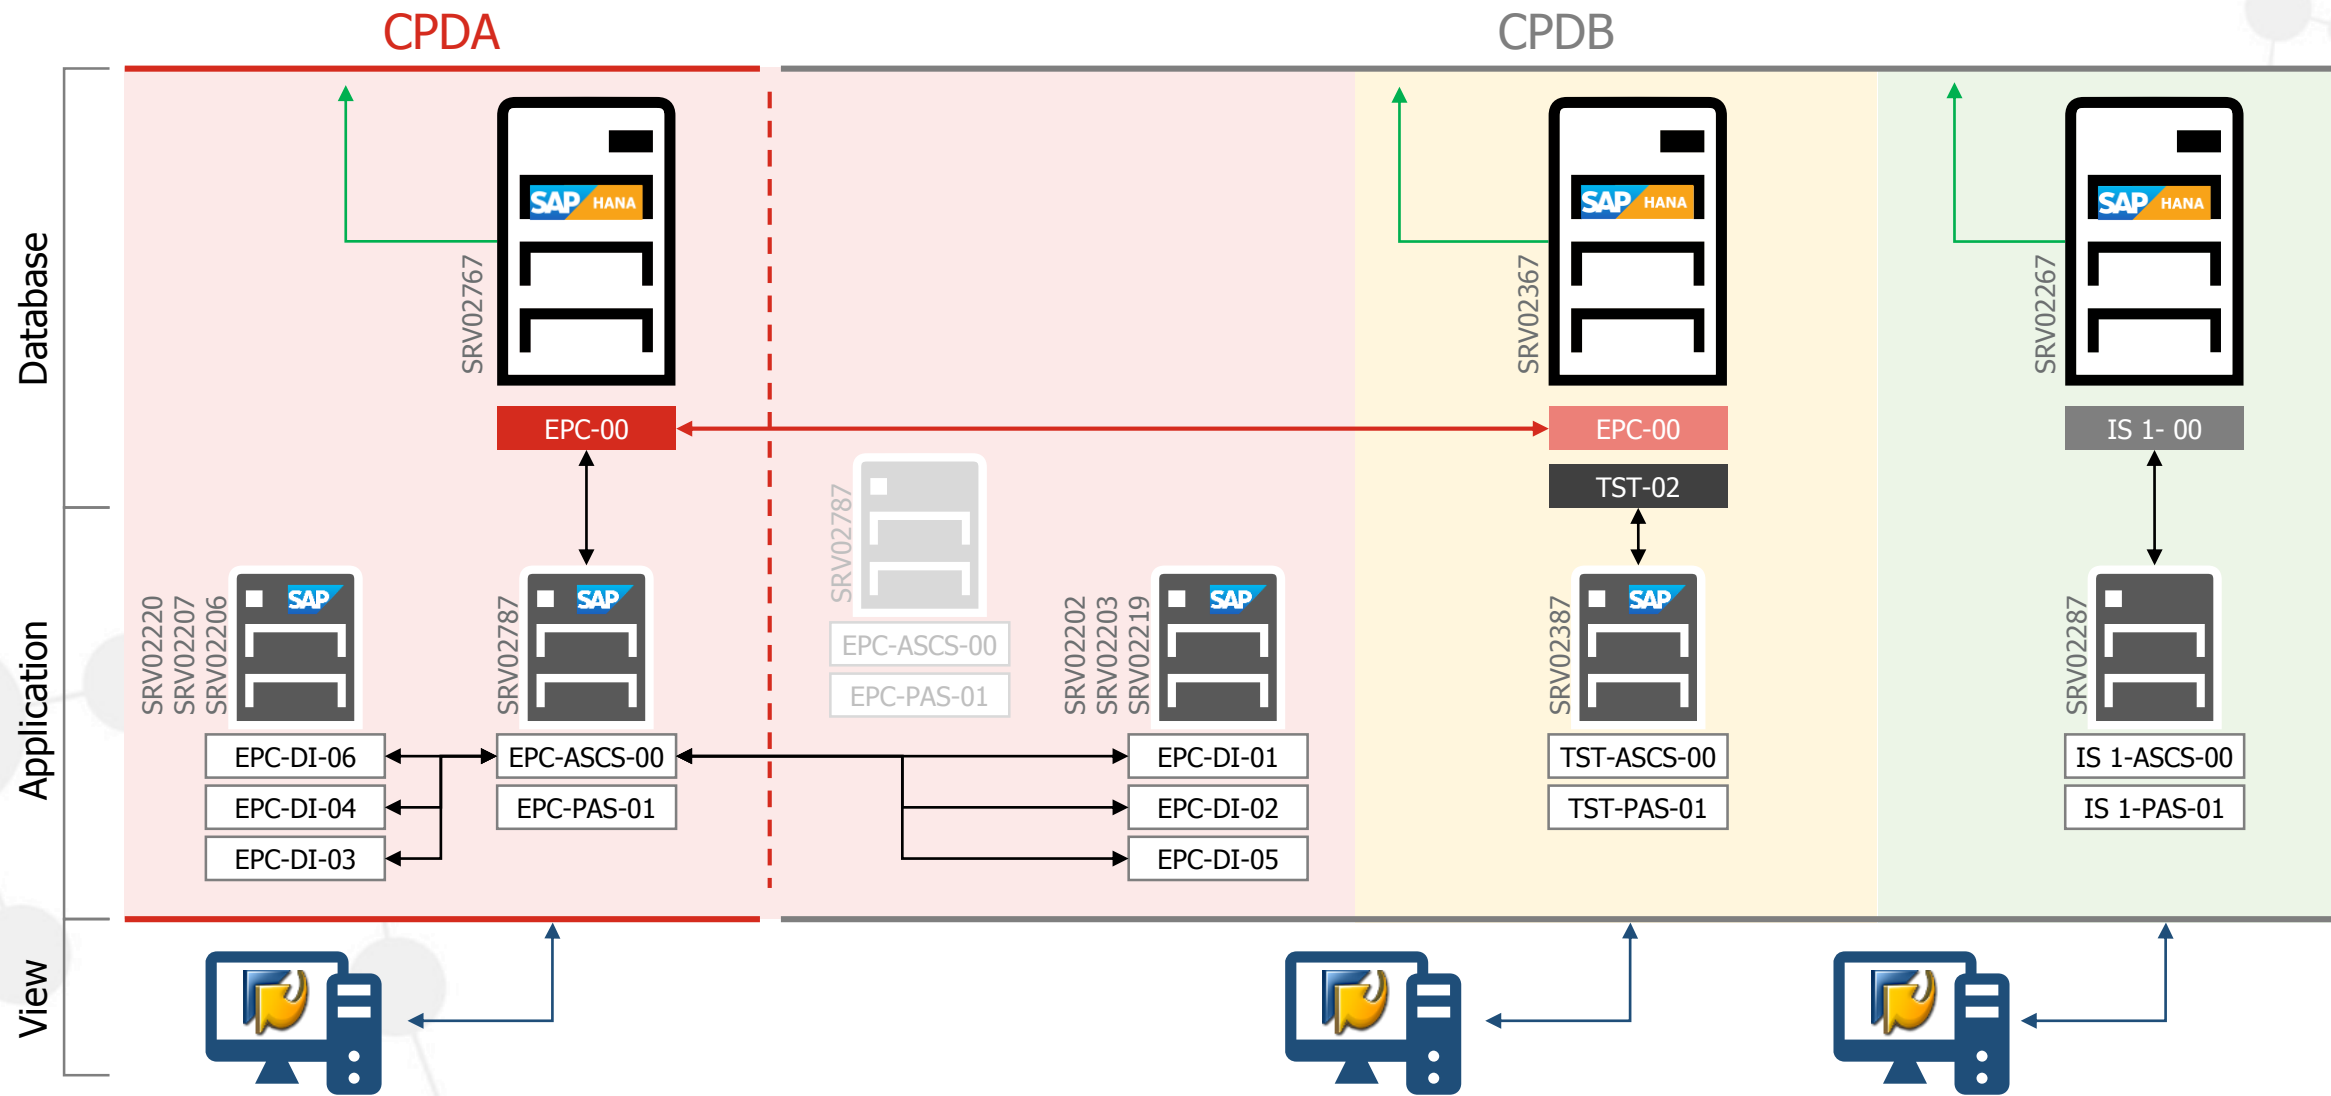 CPDA
CPDB
Database
Application
View
SRV02767
SAP HANA
EPC-00
SRV02367
SAP HANA
EPC-00
TST-02
SRV02267
SAP HANA
IS 1- 00
SRV02220
SRV02207
SRV02206
SAP
EPC-DI-06
EPC-DI-04
EPC-DI-03
SRV02787
SAP
EPC-ASCS-00
EPC-PAS-01
SRV02787
EPC-ASCS-00
EPC-PAS-01
SRV02202
SRV02203
SRV02219
SAP
EPC-DI-01
EPC-DI-02
EPC-DI-05
SRV02387
SAP
TST-ASCS-00
TST-PAS-01
SRV02287
IS 1-ASCS-00
IS 1-PAS-01